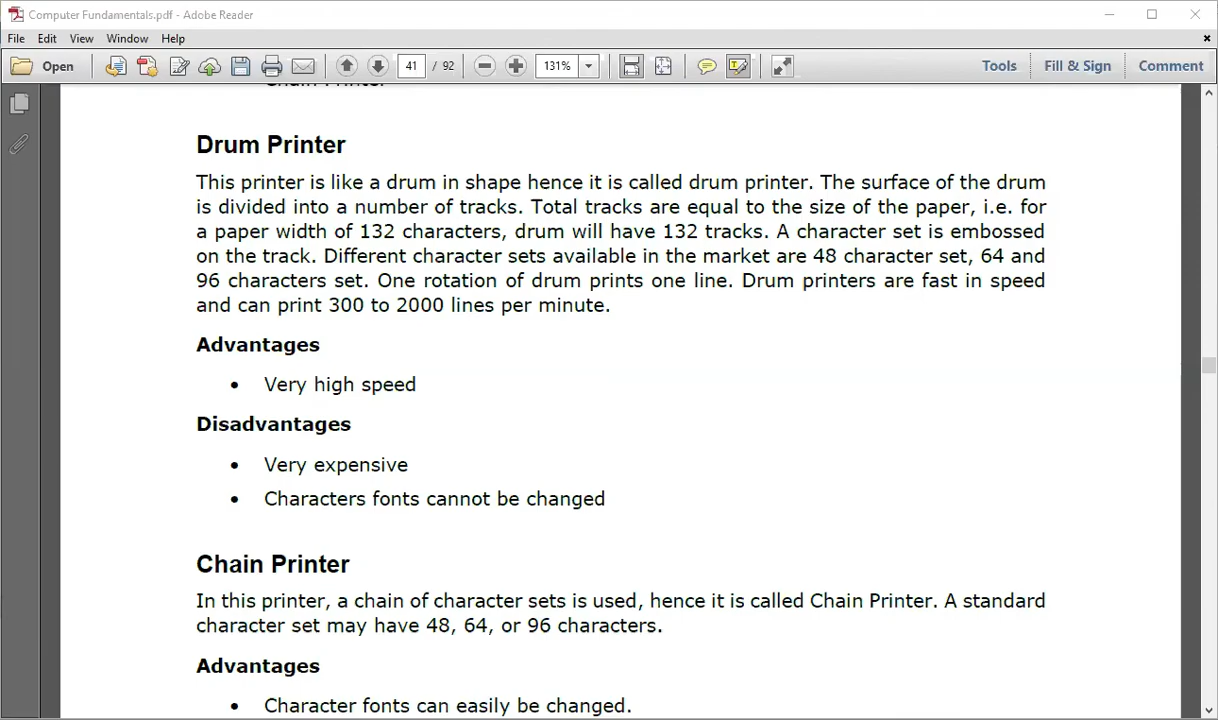 Computer Fundamentals.pdf - Adobe Reader
File Edit View Window Help
Open 41 / 92 131% Tools Fill & Sign Comment
Chain Printer
Drum Printer
This printer is like a drum in shape hence it is called drum printer. The surface of the drum
is divided into a number of tracks. Total tracks are equal to the size of the paper, i.e. for
a paper width of 132 characters, drum will have 132 tracks. A character set is embossed
on the track. Different character sets available in the market are 48 character set, 64 and
96 characters set. One rotation of drum prints one line. Drum printers are fast in speed
and can print 300 to 2000 lines per minute.
Advantages
• Very high speed
Disadvantages
• Very expensive
• Characters fonts cannot be changed
Chain Printer
In this printer, a chain of character sets is used, hence it is called Chain Printer. A standard
character set may have 48, 64, or 96 characters.
Advantages
• Character fonts can easily be changed.